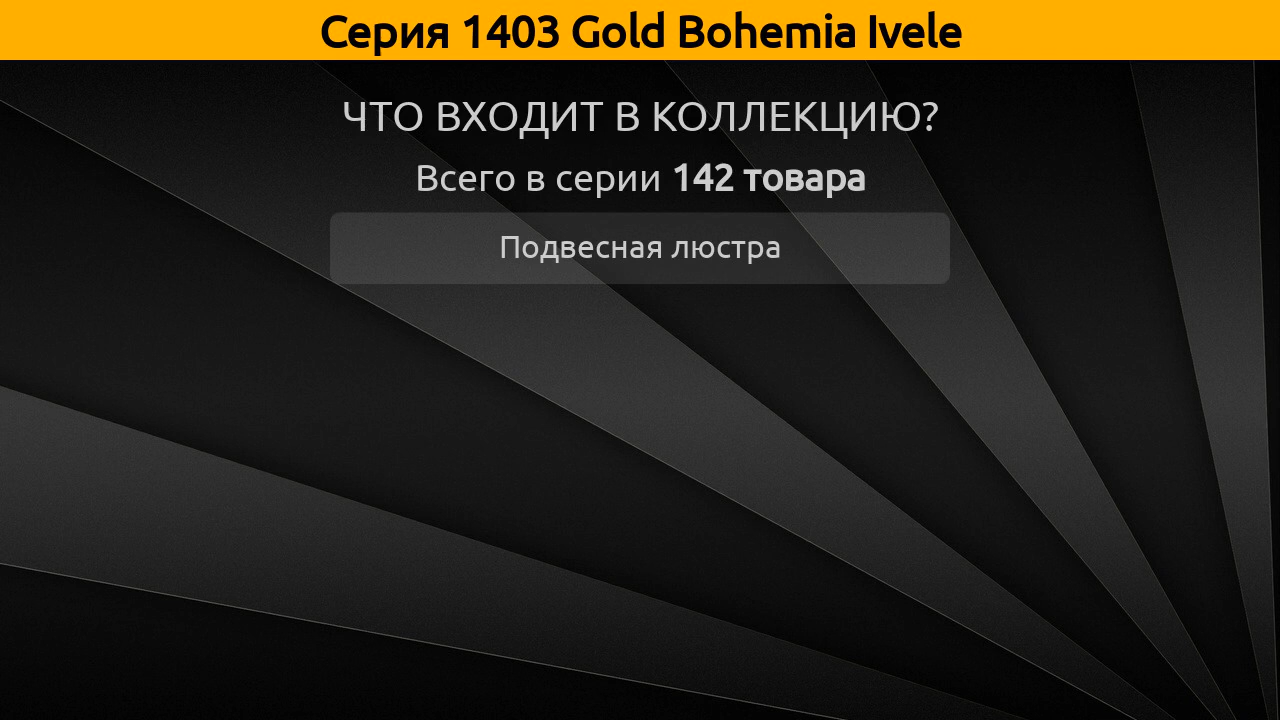 Серия 1403 Gold Bohemia Ivele
ЧТО ВХОДИТ В КОЛЛЕКЦИЮ?
Всего в серии 142 товара
Подвесная люстра